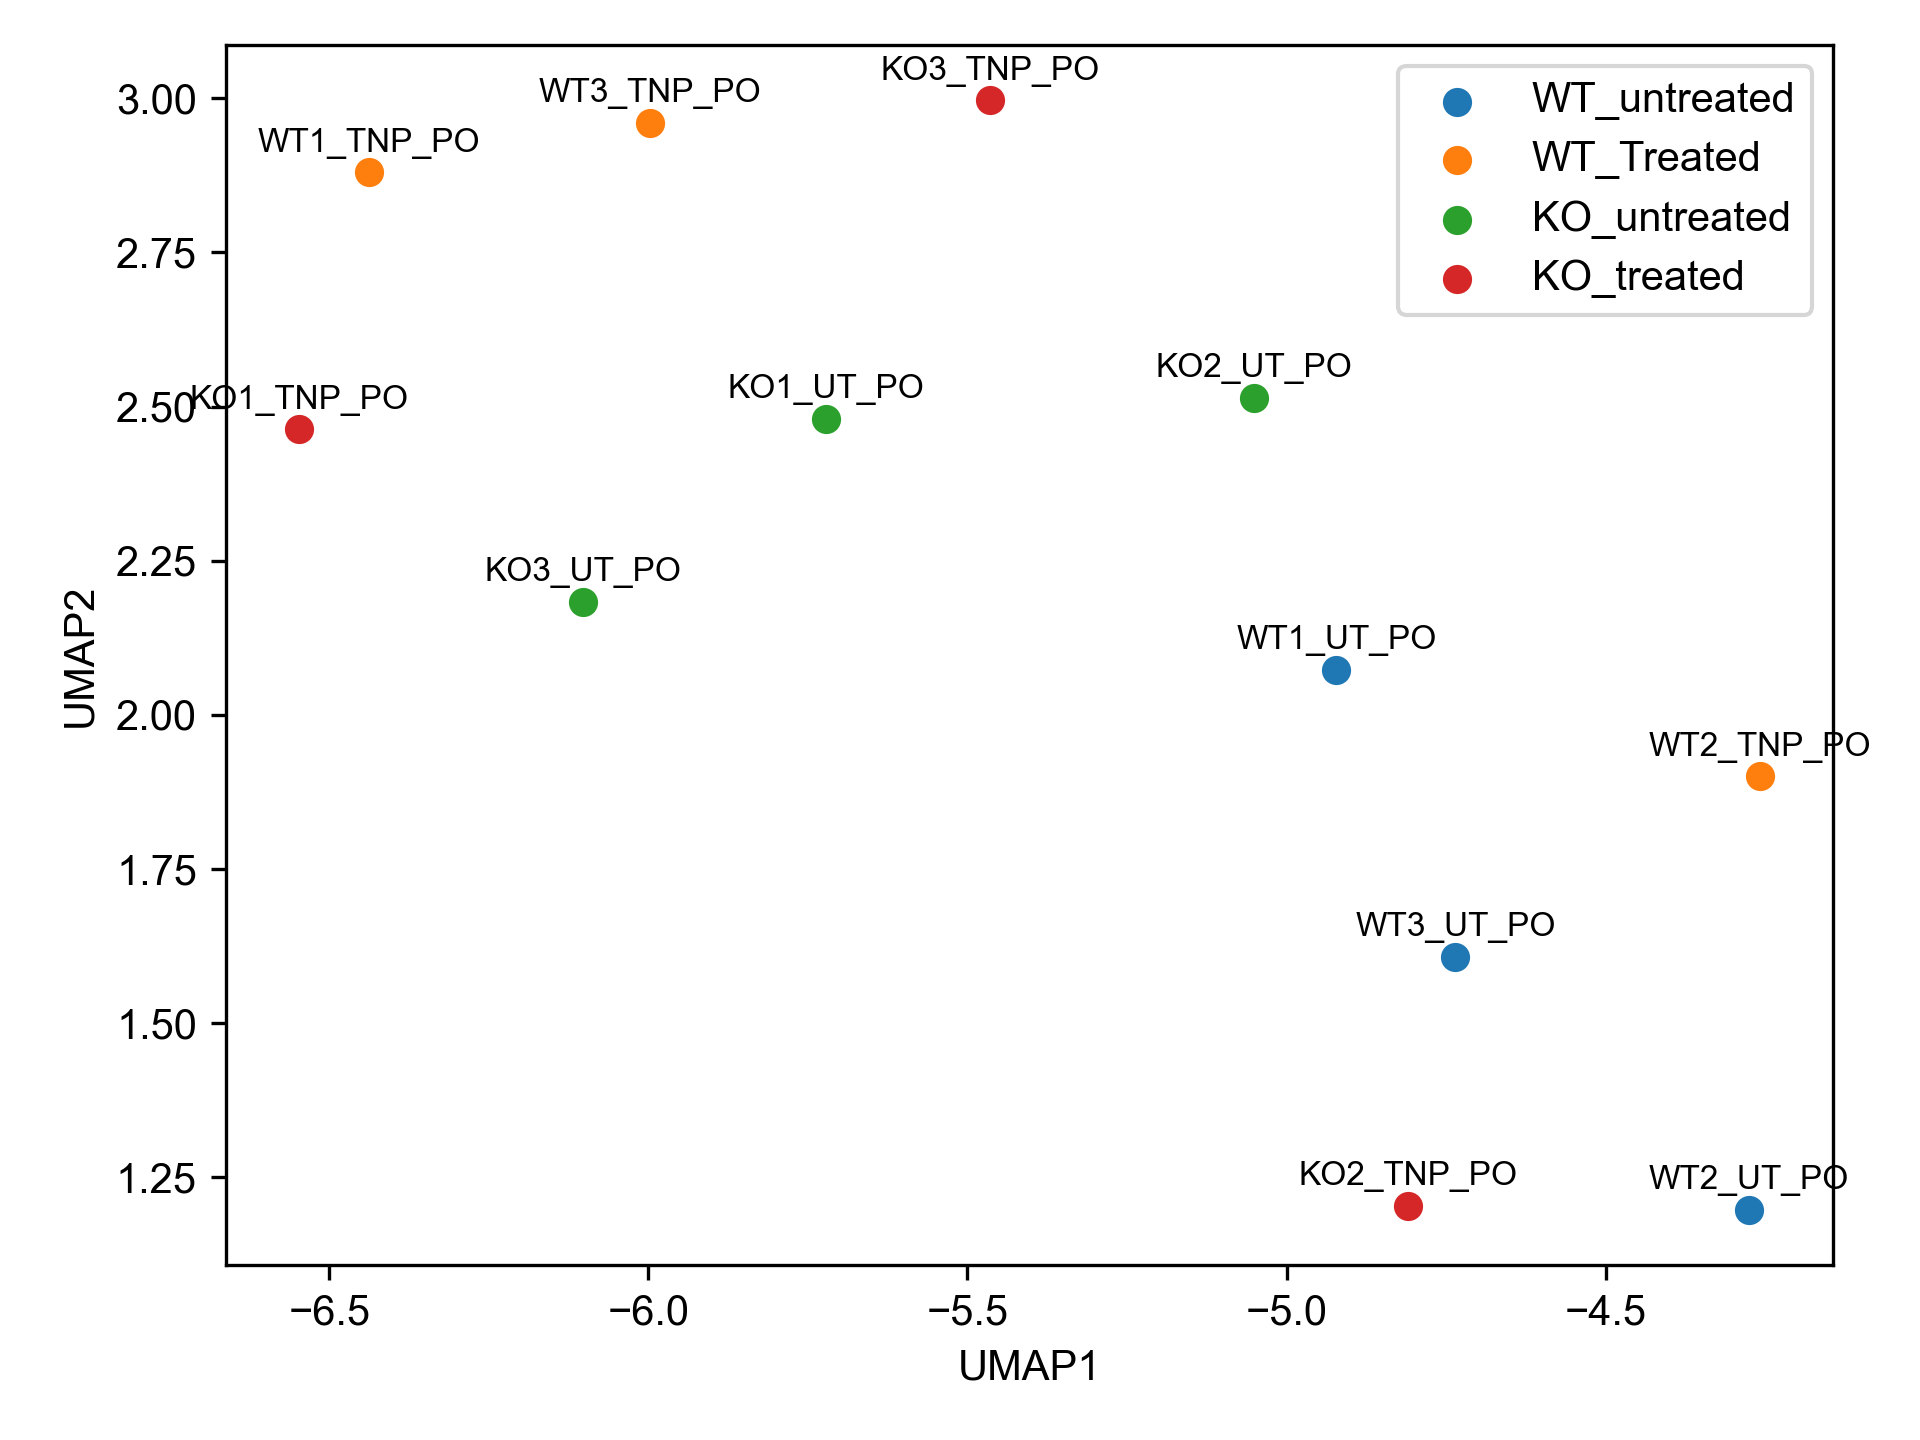 KO3_TNP_PO
WT3_TNP_PO
WT1_TNP_PO
KO2_UT_PO
KO1_UT_PO
KO1_TNP_PO
KO3_UT_PO
WT1_UT_PO
WT2_TNP_PO
WT3_UT_PO
KO2_TNP_PO
WT2_UT_PO
WT_untreated
WT_Treated
KO_untreated
KO_treated
3.00
2.75
2.50
2.25
2.00
1.75
1.50
1.25
UMAP2
−6.5
−6.0
−5.5
−5.0
−4.5
UMAP1